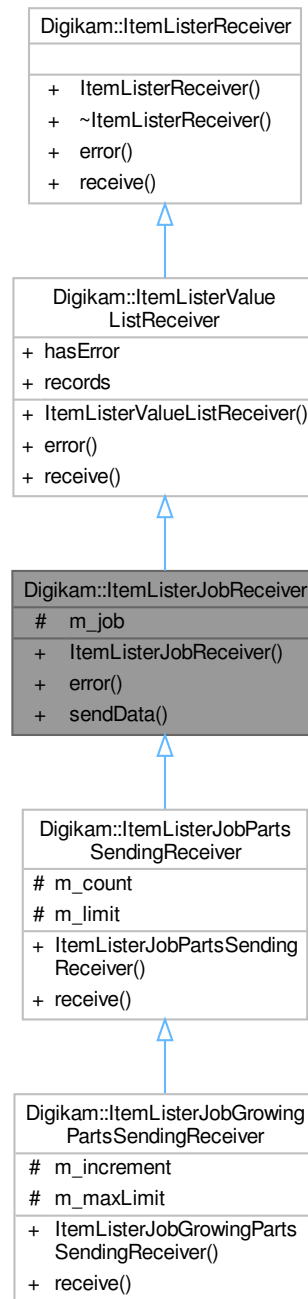 Digikam::ItemListerReceiver
+ ItemListerReceiver()
+ ~ItemListerReceiver()
+ error()
+ receive()
Digikam::ItemListerValue
ListReceiver
+ hasError
+ records
+ ItemListerValueListReceiver()
+ error()
+ receive()
Digikam::ItemListerJobReceiver
# m_job
+ ItemListerJobReceiver()
+ error()
+ sendData()
Digikam::ItemListerJobParts
SendingReceiver
# m_count
# m_limit
+ ItemListerJobPartsSending
Receiver()
+ receive()
Digikam::ItemListerJobGrowing
PartsSendingReceiver
# m_increment
# m_maxLimit
+ ItemListerJobGrowingParts
SendingReceiver()
+ receive()